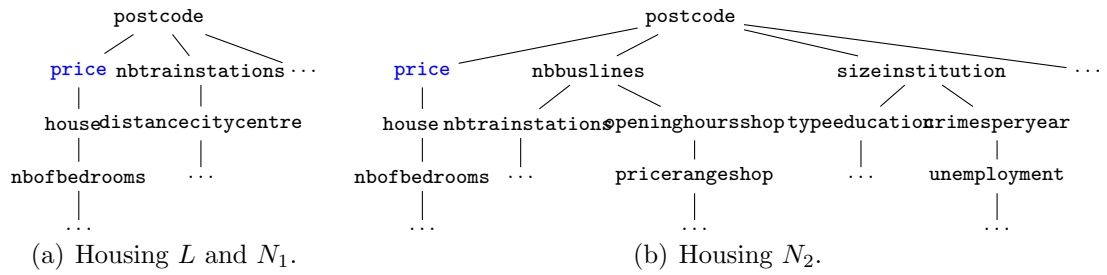 postcode postcode
price nbtrainstations ... price nbbuslines sizeinstitution ...
house distancecitycentre house nbtrainstations openinghoursshop typeeducation crimesperyear
nbofbedrooms ... nbofbedrooms ... pricerangeshop ... unemployment
... ... ... ...
(a) Housing L and N₁. (b) Housing N₂.